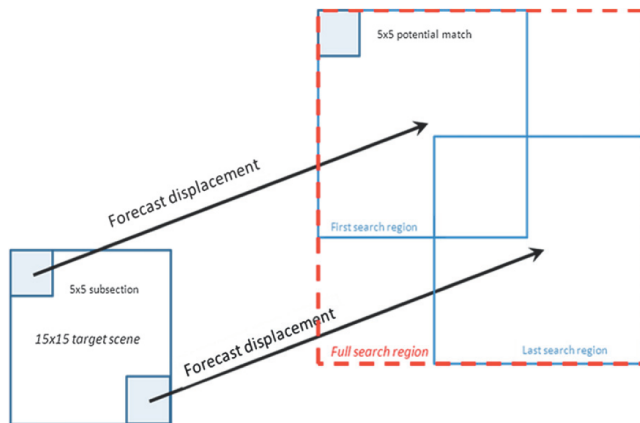 5x5 potential match
Forecast displacement
First search region
5x5 subsection
15x15 target scene
Forecast displacement
Full search region
Last search region